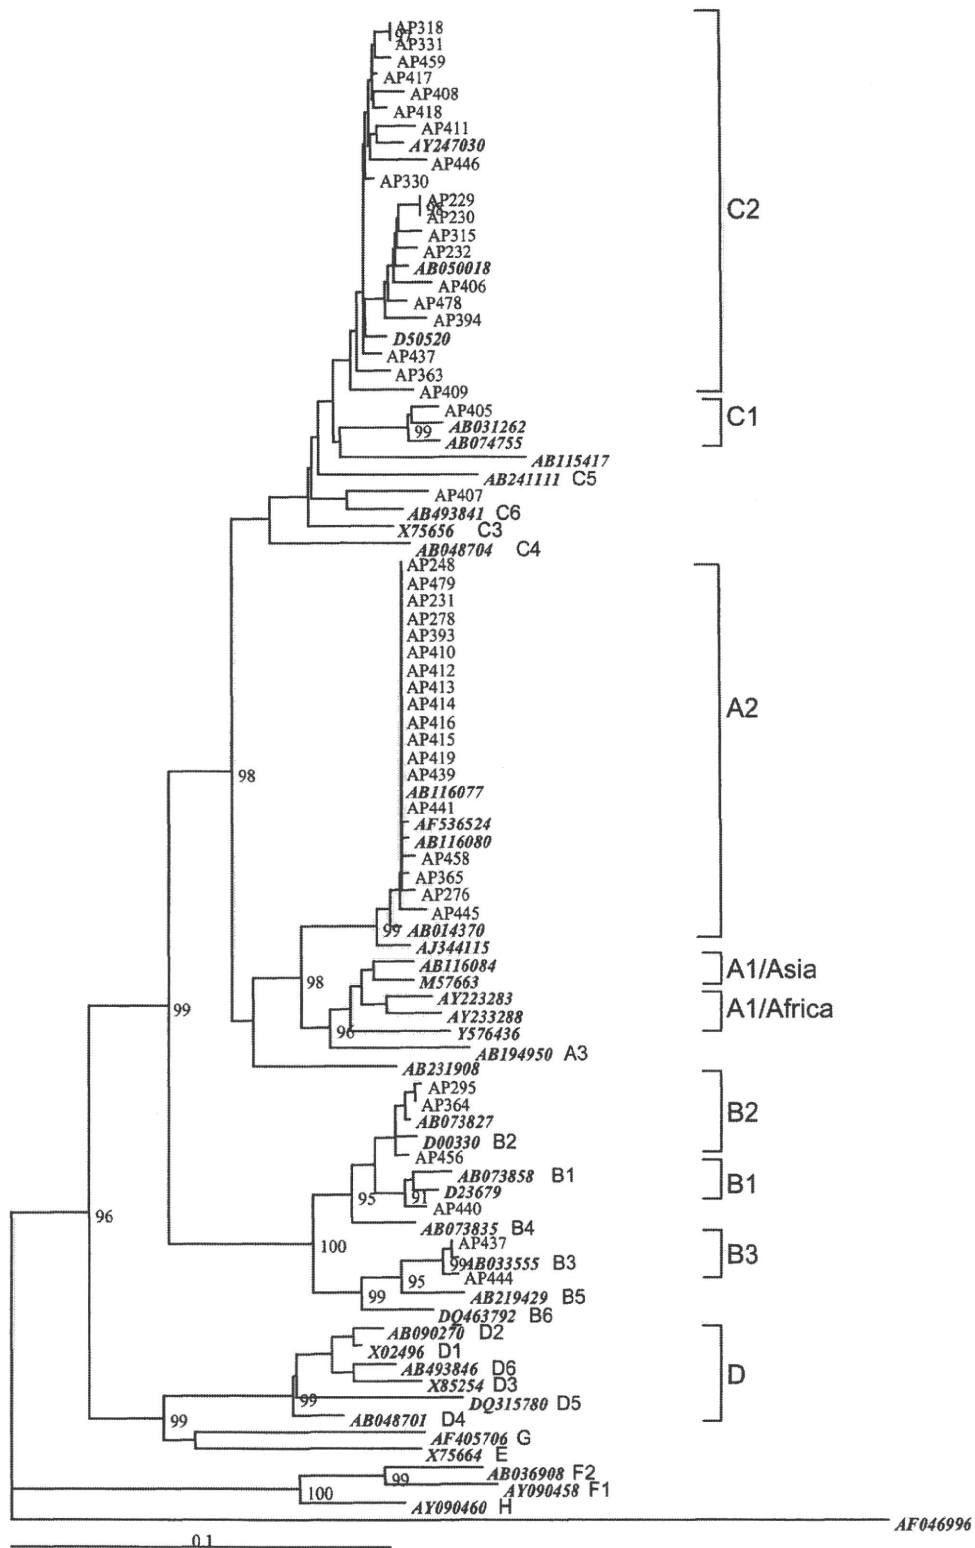 AP318
97
AP331
AP459
AP417
AP408
AP418
AP411
AY247030
AP446
AP330
AP229
98
AP230
AP315
AP232
AB050018
AP406
AP478
AP394
D50520
AP437
AP363
AP409
C2
AP405
AB031262
99
AB074755
C1
AB115417
AB241111 C5
AP407
AB493841 C6
X75656 C3
AB048704 C4
AP248
AP479
AP231
AP278
AP393
AP410
AP412
AP413
AP414
AP416
AP415
AP419
AP439
AB116077
AP441
AF536524
AB116080
AP458
AP365
AP276
AP445
99
AB014370
A2
98
AJ344115
AB116084
M57663
A1/Asia
98
AY223283
AY233288
A1/Africa
96
Y576436
AB194950 A3
99
AB231908
AP295
AP364
AB073827
D00330 B2
AP456
B2
AB073858 B1
D23679
91
AP440
B1
95
AB073835 B4
96
100
AP437
99
AB033555 B3
AP444
B3
95
AB219429 B5
99
DQ463792 B6
AB090270 D2
X02496 D1
AB493846 D6
X85254 D3
DQ315780 D5
99
AB048701 D4
D
99
AF405706 G
X75664 E
AB036908 F2
99
AY090458 F1
100
AY090460 H
AF046996
0.1